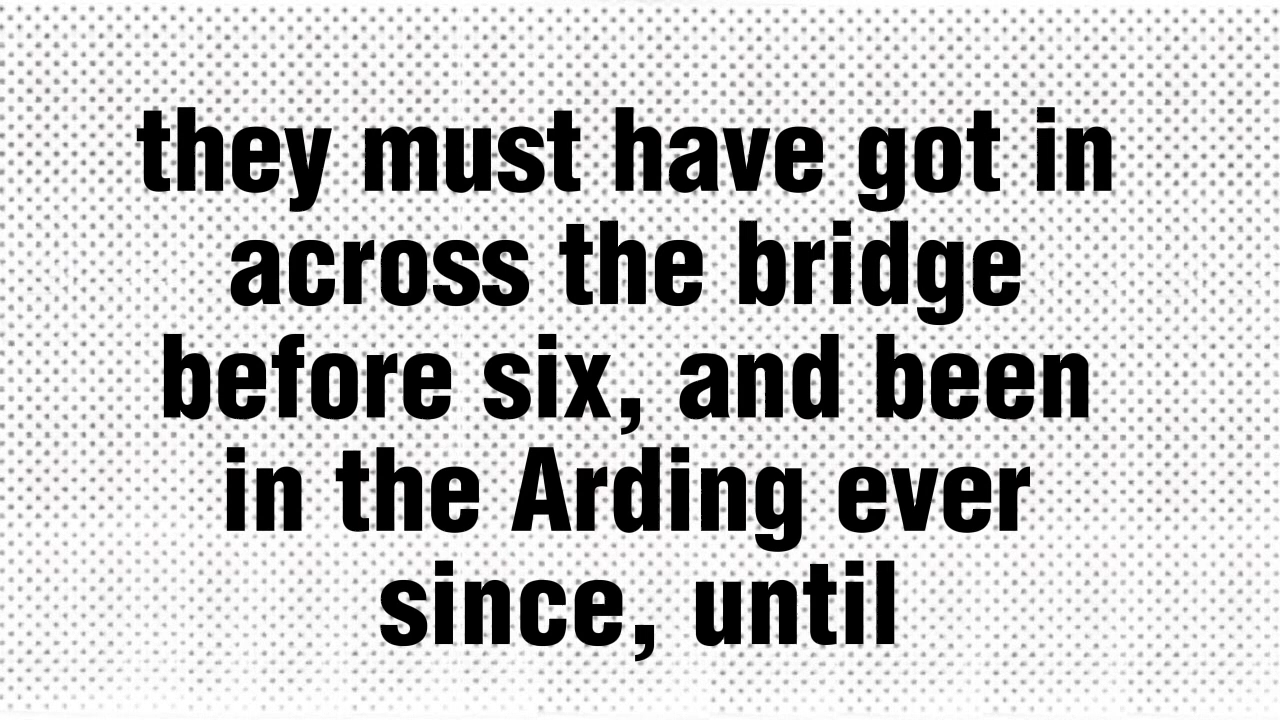 they must have got in
across the bridge
before six, and been
in the Arding ever
since, until